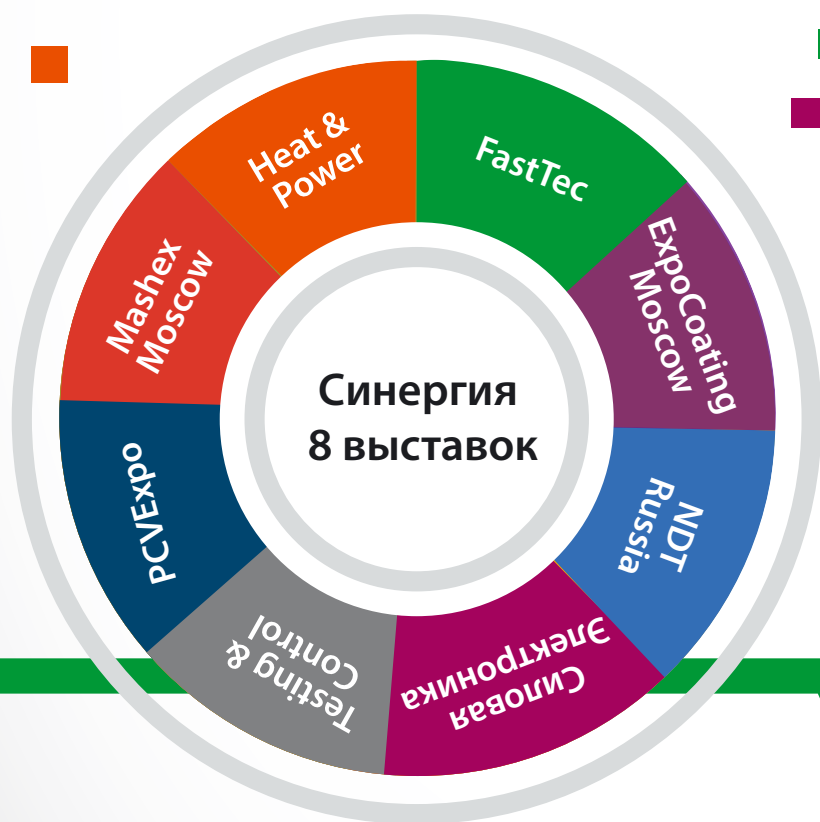 Heat &
Power
FastTec
ExpoCoating
Moscow
NDT
Russia
Силовая
Электроника
Testing &
Control
PCVExpo
Mashex
Moscow
Синергия
8 выставок